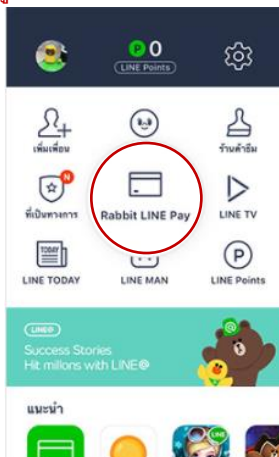 P 0
LINE Points
เพิ่มเพื่อน
ร้านค้าธีม
N
ที่เป็นทางการ
Rabbit LINE Pay
LINE TV
TODAY
P
LINE TODAY
LINE MAN
LINE Points
LINE@
Success Stories
Hit millons with LINE@
@
แนะนำ
LINE